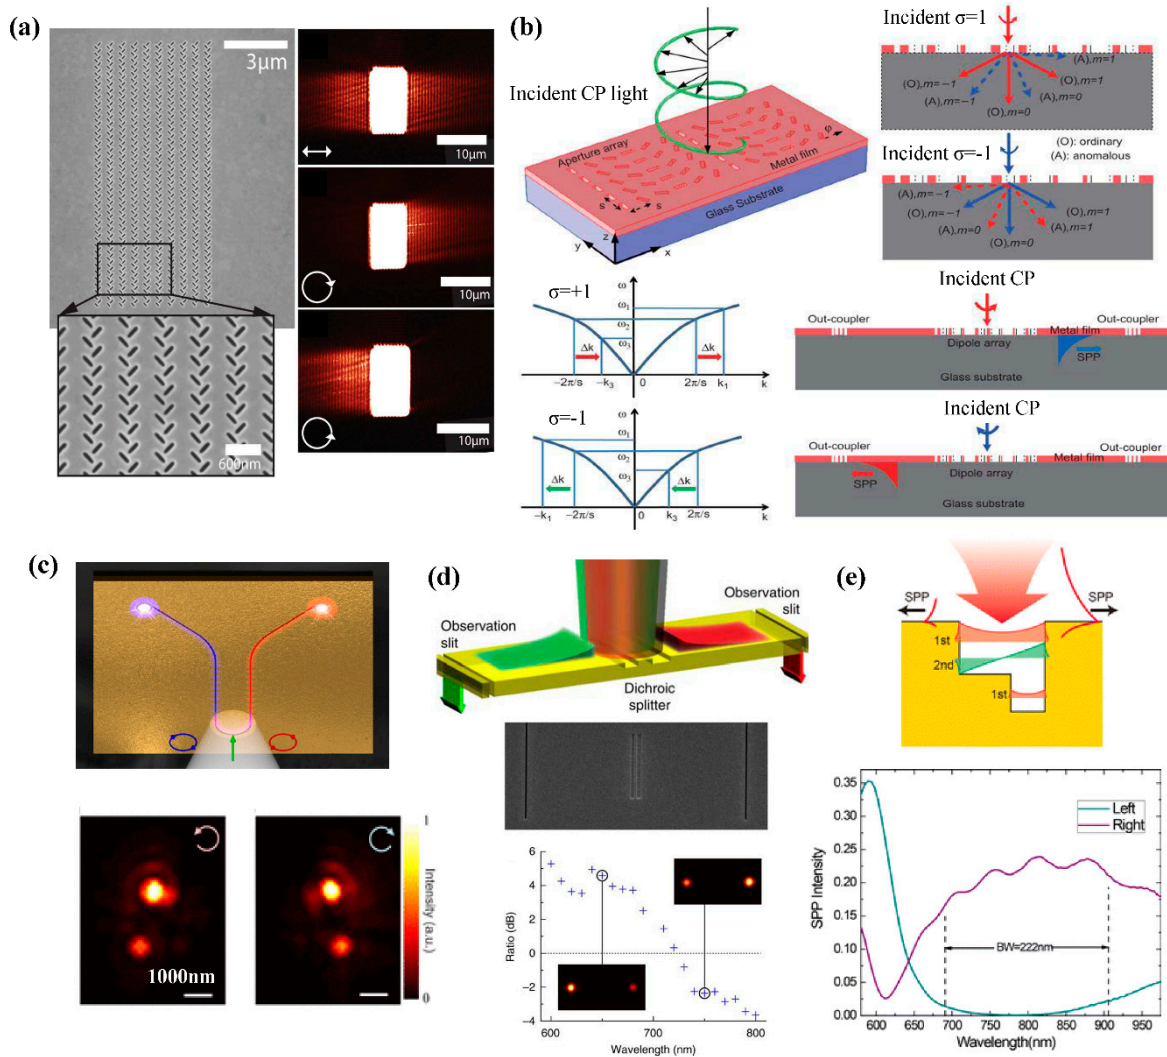 (a)
3μm
600nm
10μm
10μm
10μm
(b)
Incident CP light
Aperture array
Metal film
Glass Substrate
φ
s
s
z
y
x
Incident σ=1
(A),m=1
(O),m=−1
(O),m=1
(A),m=−1
(A),m=0
(O),m=0
Incident σ=-1
(O): ordinary
(A): anomalous
(A),m=−1
(O),m=−1
(O),m=1
(A),m=0
(A),m=1
(O),m=0
σ=+1
ω
ω1
ω2
ω3
Δk
Δk
−2π/s
−k3
0
2π/s
k1
k
σ=-1
ω
ω1
ω2
ω3
Δk
Δk
−k1
−2π/s
0
k3
2π/s
k
Incident CP
Out-coupler
Out-coupler
Metal film
Dipole array
SPP
Glass substrate
Incident CP
Out-coupler
Out-coupler
Metal film
Dipole array
SPP
Glass substrate
(c)
1000nm
1
Intensity (a.u.)
0
(d)
Observation
slit
Observation
slit
Dichroic
splitter
Ratio (dB)
6
4
2
0
−2
−4
600
700
800
Wavelength (nm)
(e)
SPP
SPP
1st
2nd
1st
SPP Intensity
0.35
0.30
0.25
0.20
0.15
0.10
0.05
0.00
Left
Right
BW=222nm
600
650
700
750
800
850
900
950
Wavelength(nm)